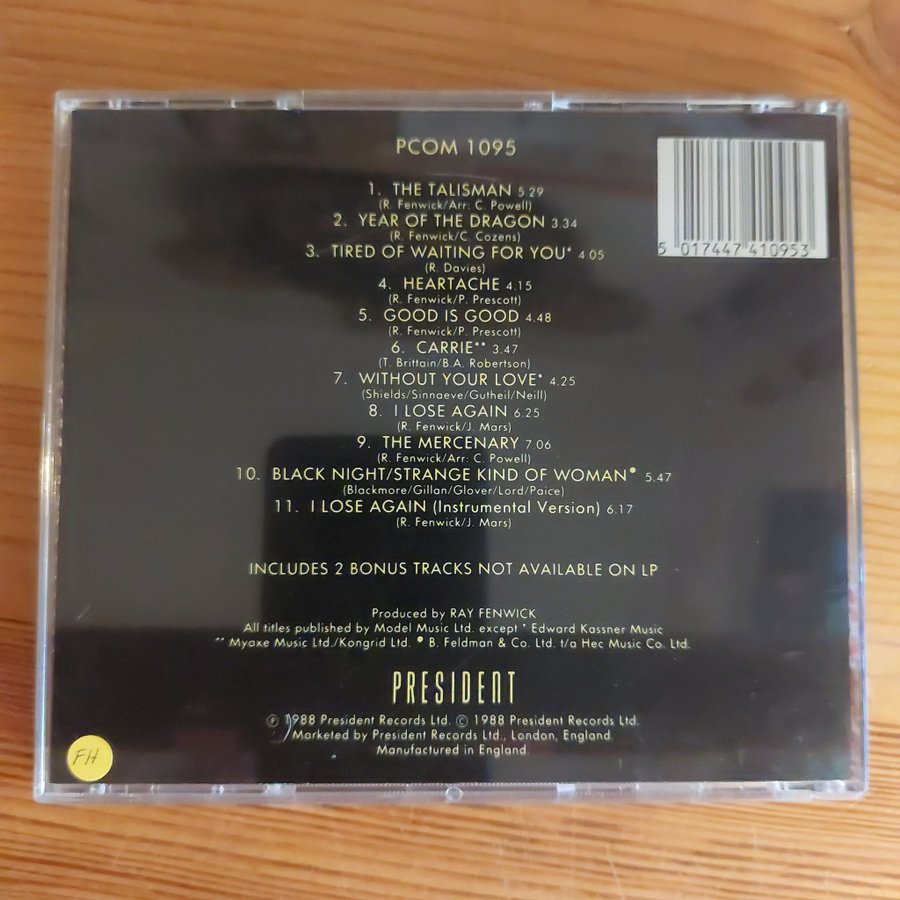 PCOM 1095
5 017447 410953
1. THE TALISMAN 5.29
(R. Fenwick/Arr: C. Powell)
2. YEAR OF THE DRAGON 3.34
(R. Fenwick/C. Cozens)
3. TIRED OF WAITING FOR YOU* 4.05
(R. Davies)
4. HEARTACHE 4.15
(R. Fenwick/P. Prescott)
5. GOOD IS GOOD 4.48
(R. Fenwick/P. Prescott)
6. CARRIE** 3.47
(T. Brittain/B.A. Robertson)
7. WITHOUT YOUR LOVE* 4.25
(Shields/Sinnaeve/Gutheil/Neill)
8. I LOSE AGAIN 6.25
(R. Fenwick/J. Mars)
9. THE MERCENARY 7.06
(R. Fenwick/Arr: C. Powell)
10. BLACK NIGHT/STRANGE KIND OF WOMAN• 5.47
(Blackmore/Gillan/Glover/Lord/Paice)
11. I LOSE AGAIN (Instrumental Version) 6.17
(R. Fenwick/J. Mars)
INCLUDES 2 BONUS TRACKS NOT AVAILABLE ON LP
Produced by RAY FENWICK
All titles published by Model Music Ltd. except * Edward Kassner Music
** Myaxe Music Ltd./Kongrid Ltd. • B. Feldman & Co. Ltd. t/a Hec Music Co. Ltd.
PRESIDENT
℗ 1988 President Records Ltd. © 1988 President Records Ltd.
Marketed by President Records Ltd., London, England.
Manufactured in England
FH